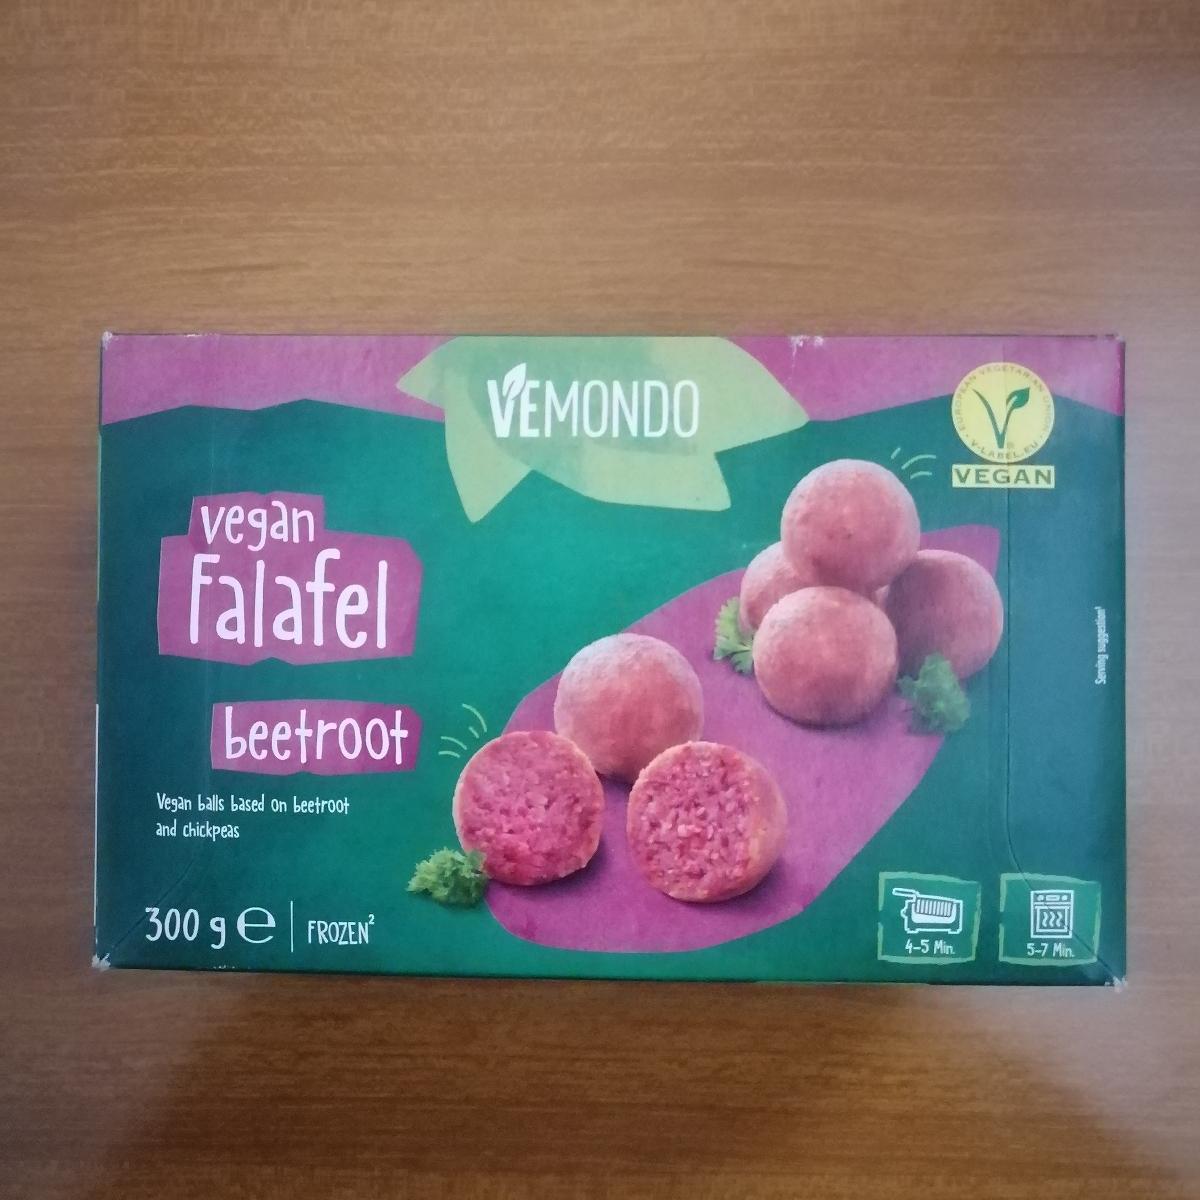 VEMONDO
EUROPEAN VEGETARIAN UNION
V-LABEL.EU
®
VEGAN
vegan
falafel
beetroot
Vegan balls based on beetroot
and chickpeas
300 g e | FROZEN²
4-5 Min.
5-7 Min.
Serving suggestion¹